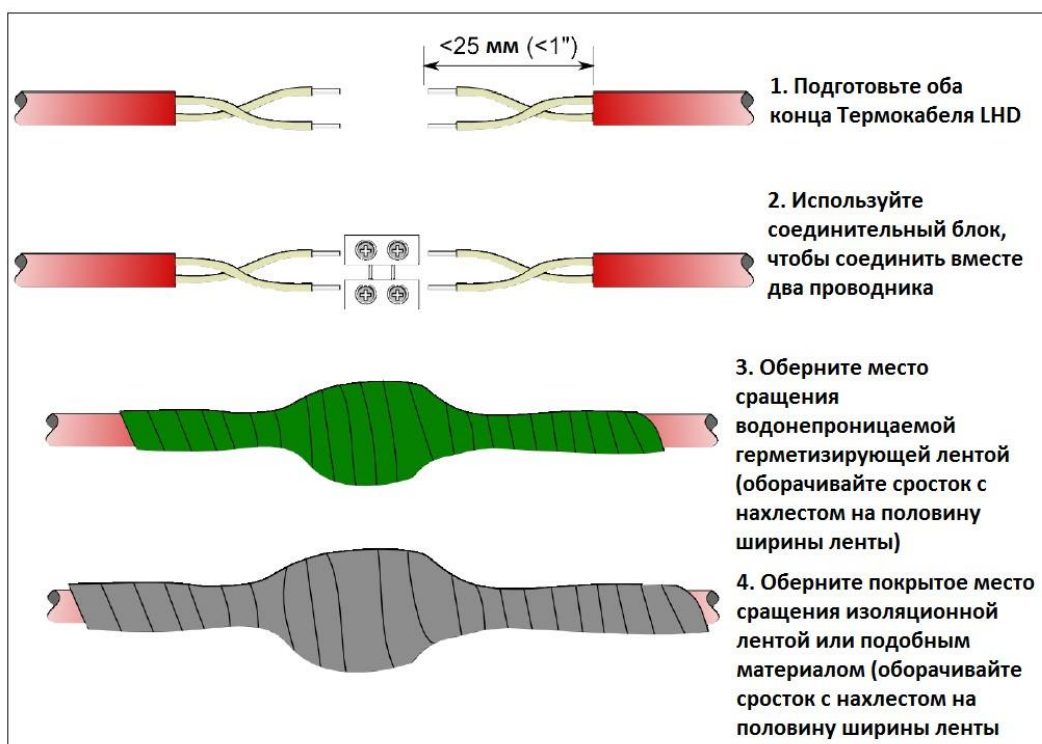 <25 мм (<1")
1. Подготовьте оба
конца Термокабеля LHD
2. Используйте
соединительный блок,
чтобы соединить вместе
два проводника
3. Оберните место
сращения
водонепроницаемой
герметизирующей лентой
(оборачивайте сросток с
нахлестом на половину
ширины ленты)
4. Оберните покрытое место
сращения изоляционной
лентой или подобным
материалом (оборачивайте
сросток с нахлестом на
половину ширины ленты